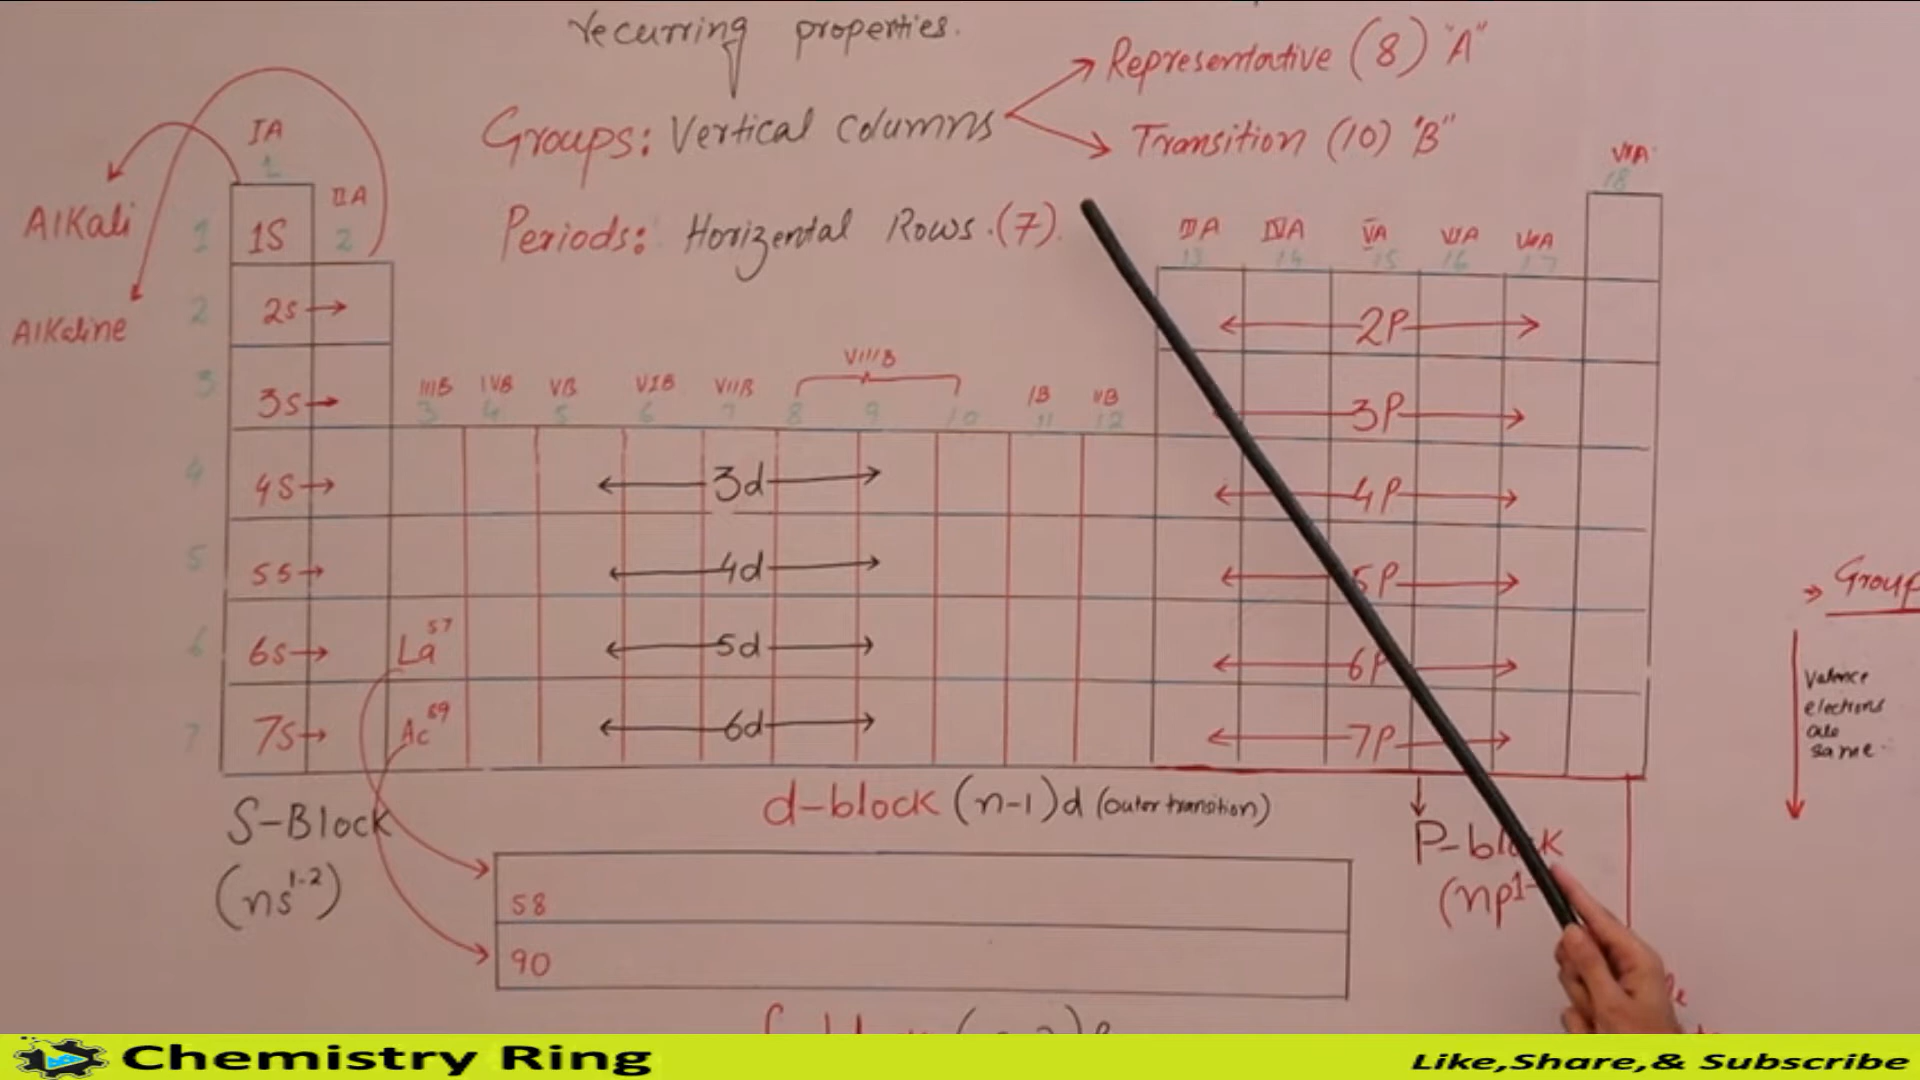 recurring properties.
Representative (8) "A"
Groups: Vertical columns
Transition (10) "B"
Periods: Horizental Rows.(7).
IA
1
IIA
2
AlKali
AlKaline
1 1S
2 2s
3 3s
4 4S
5 5s
6 6s
7 7S
IIIB IVB VB VIB VIIB VIIIB IB IIB
3 4 5 6 7 8 9 10 11 12
IIIA IVA VA VIA VIIA
13 14 15 16 17 18
2P
3P
3d 4P
4d 5P
La 57 5d 6P
Ac 89 6d 7P
Group
Valence
electrons
are
same.
S-Block
(ns1-2)
d-block (n-1)d (outer transition)
P-block
(np1-
58
90
Chemistry Ring
Like,Share,& Subscribe